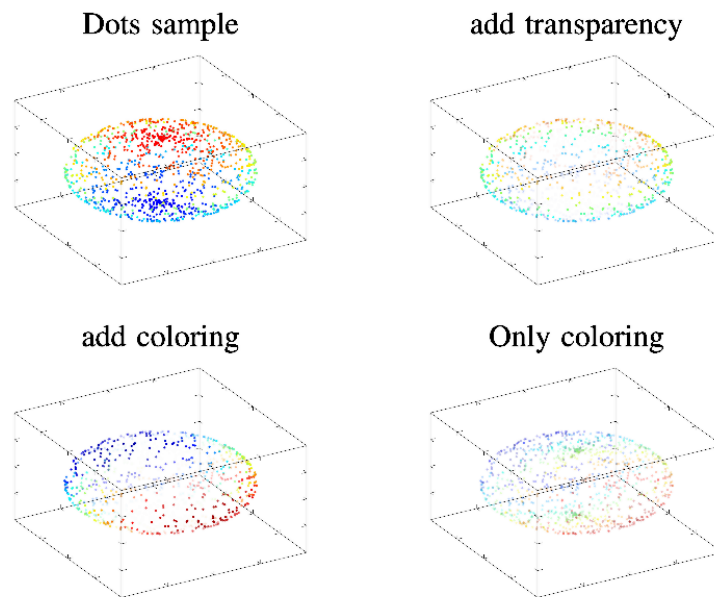 Dots sample
add transparency
add coloring
Only coloring